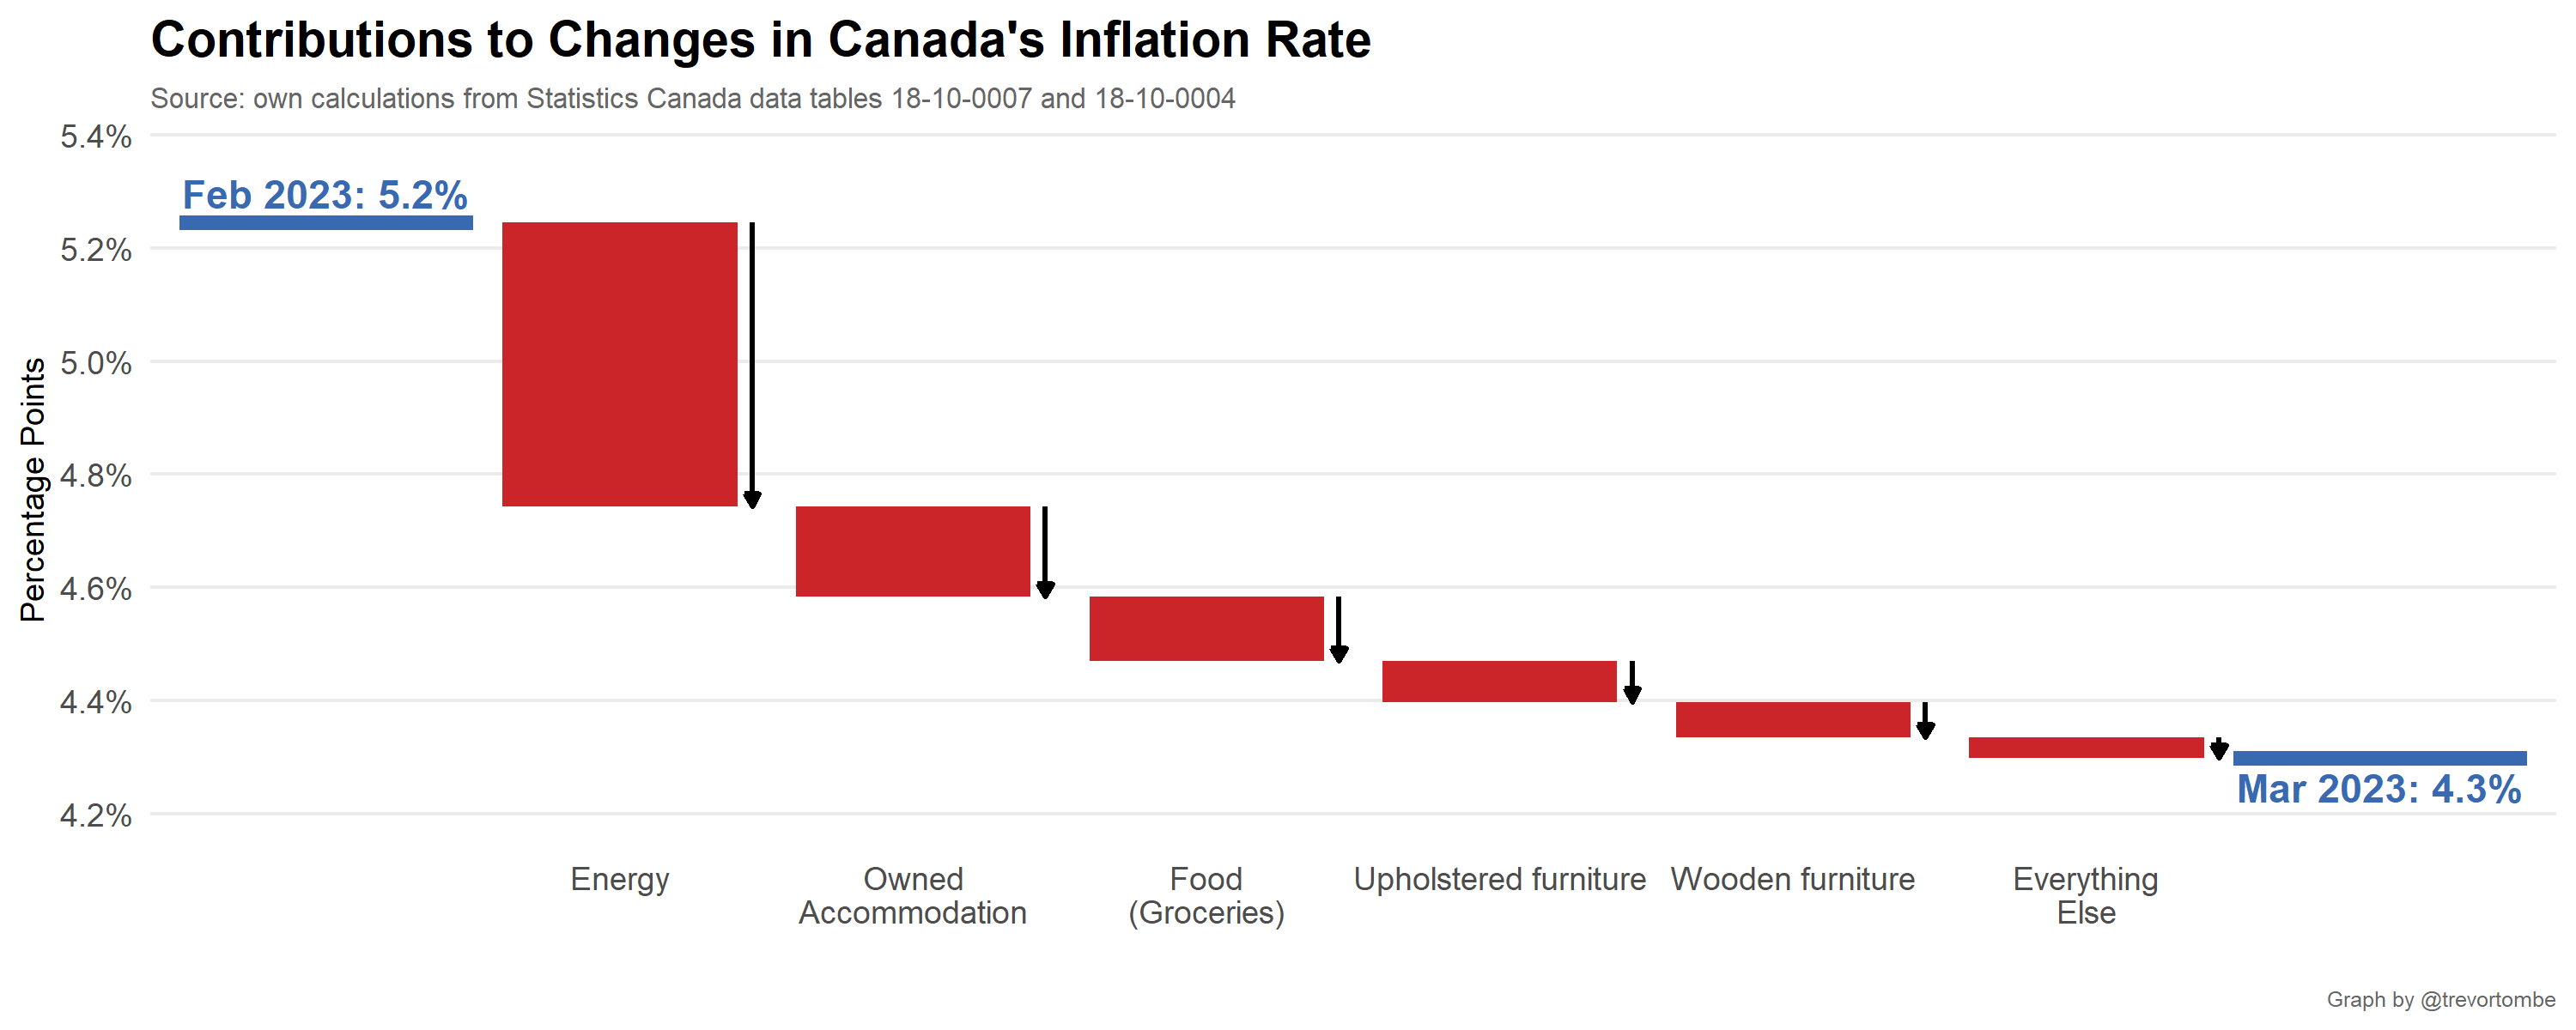 Contributions to Changes in Canada's Inflation Rate
Source: own calculations from Statistics Canada data tables 18-10-0007 and 18-10-0004
Percentage Points
5.4%
5.2%
5.0%
4.8%
4.6%
4.4%
4.2%
Feb 2023: 5.2%
Mar 2023: 4.3%
Energy
Owned
Accommodation
Food
(Groceries)
Upholstered furniture
Wooden furniture
Everything
Else
Graph by @trevortombe